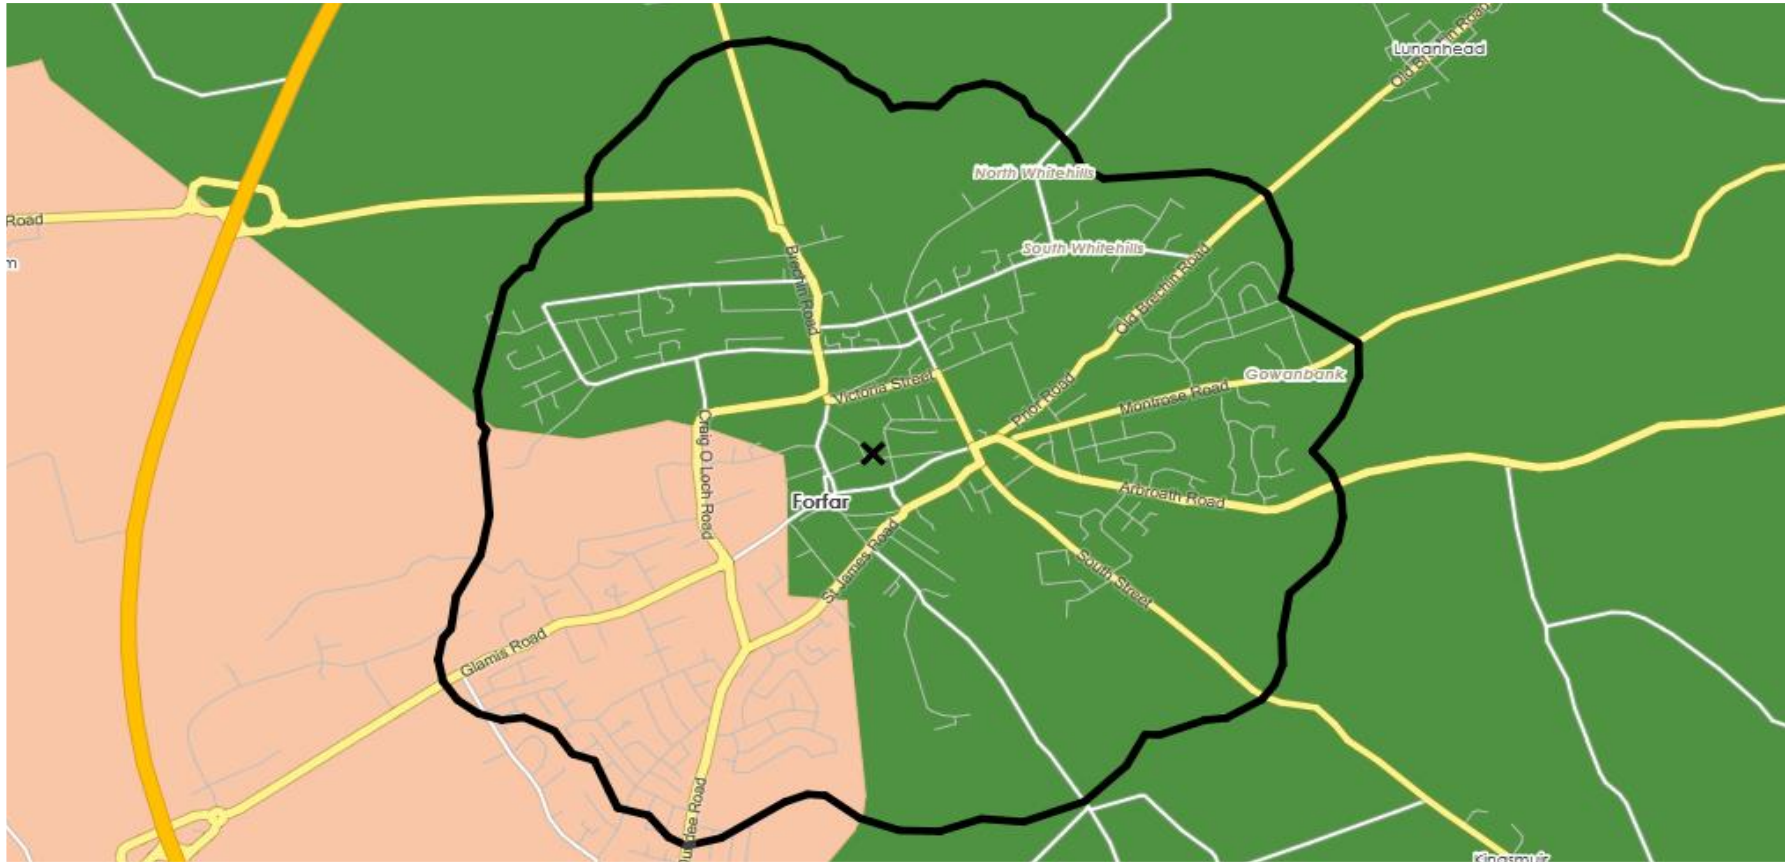 Lunanhead
Old Brechin Road
North Whitehills
Road
m
South Whitehills
Brechin Road
Old Brechin Road
Victoria Street
Prior Road
Montrose Road
Gowanbank
Craig O Loch Road
Forfar
Arbroath Road
St James Road
South Street
Glamis Road
Dundee Road
Kingsmuir